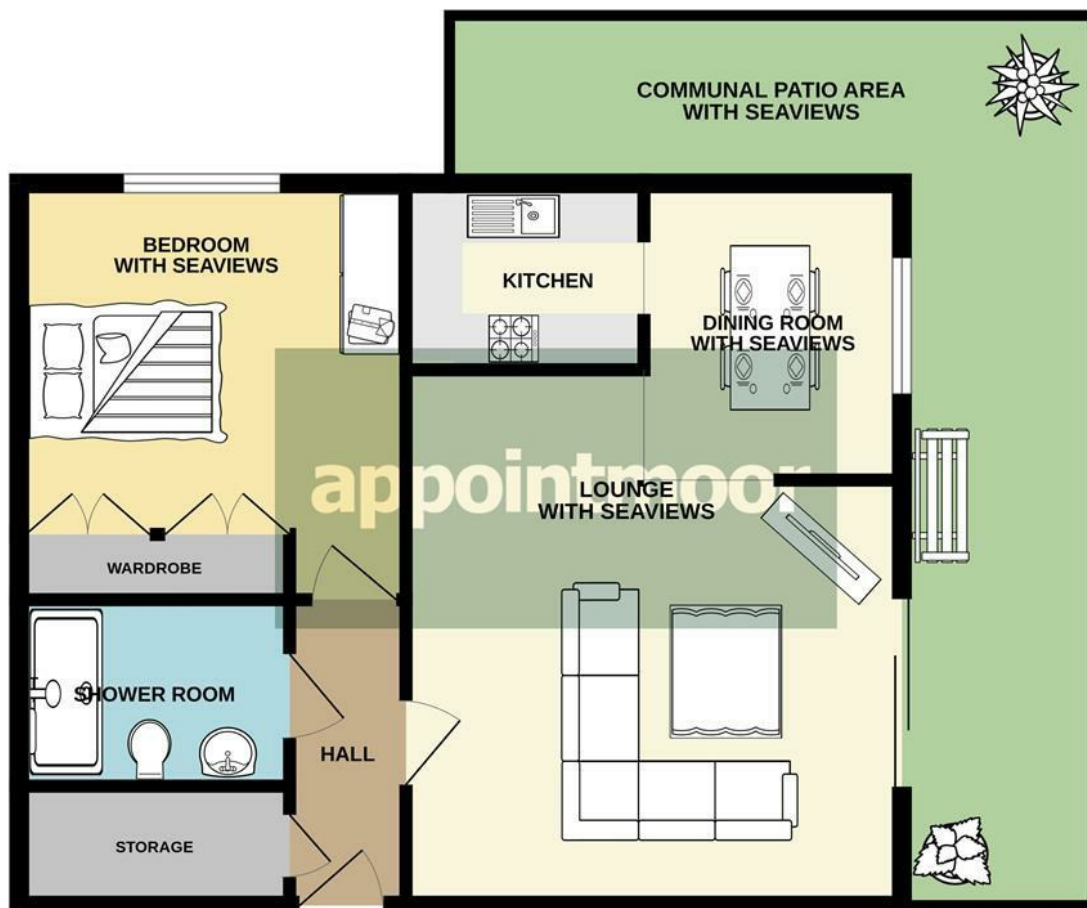 COMMUNAL PATIO AREA
WITH SEAVIEWS
BEDROOM
WITH SEAVIEWS
KITCHEN
DINING ROOM
WITH SEAVIEWS
appointmoor
LOUNGE
WITH SEAVIEWS
WARDROBE
SHOWER ROOM
HALL
STORAGE